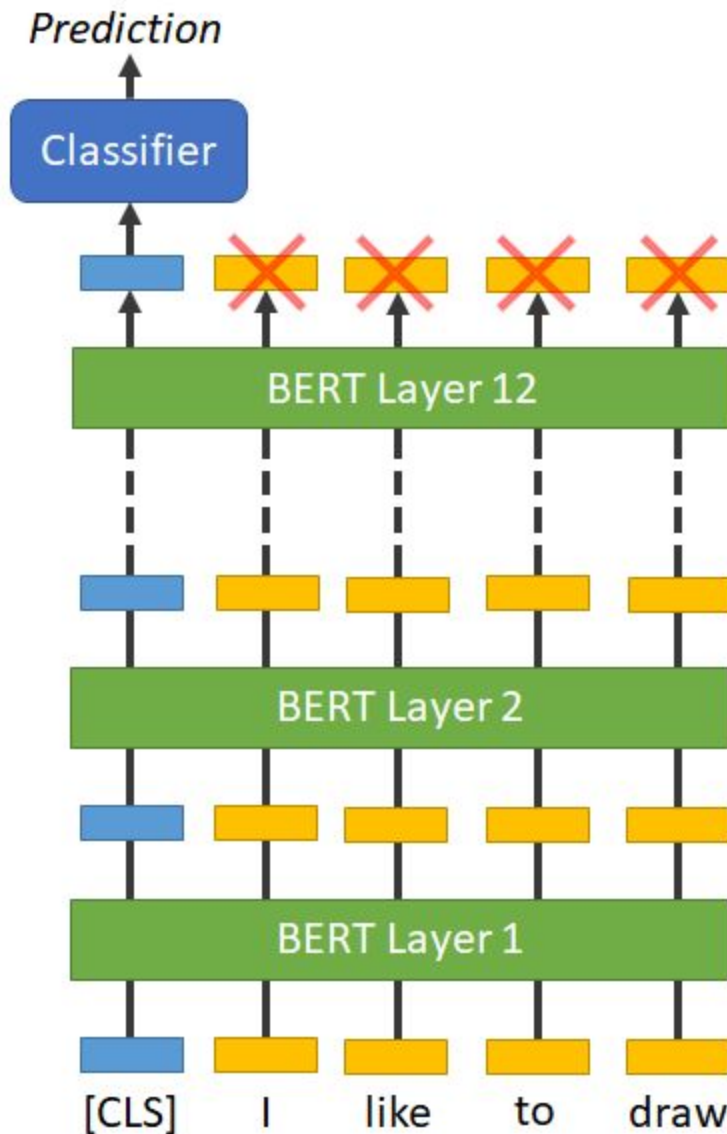 Prediction
Classifier
BERT Layer 12
BERT Layer 2
BERT Layer 1
[CLS] I like to draw